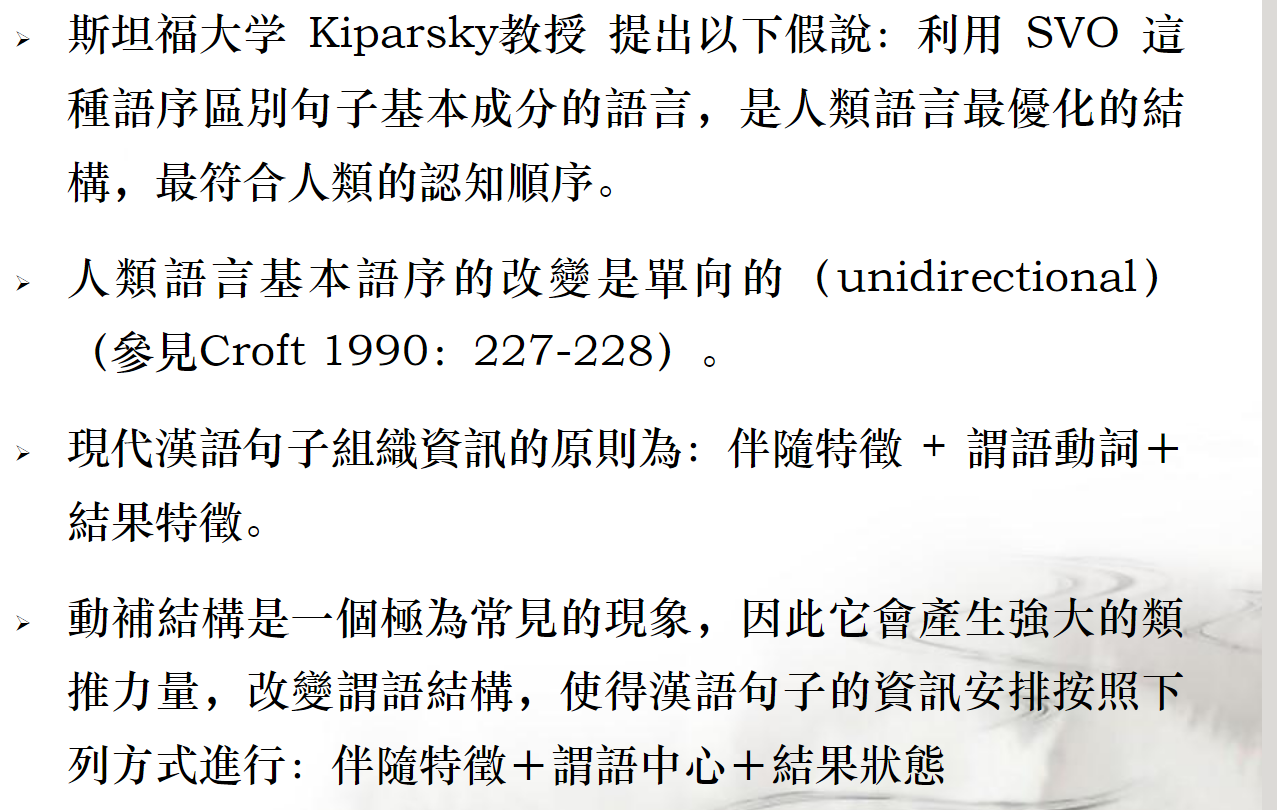 斯坦福大学 Kiparsky教授 提出以下假說：利用 SVO 這
種語序區別句子基本成分的語言，是人類語言最優化的結
構，最符合人類的認知順序。
人類語言基本語序的改變是單向的（unidirectional）
（參見Croft 1990：227-228）。
現代漢語句子組織資訊的原則為：伴隨特徵 + 謂語動詞＋
結果特徵。
動補結構是一個極為常見的現象，因此它會產生強大的類
推力量，改變謂語結構，使得漢語句子的資訊安排按照下
列方式進行：伴隨特徵＋謂語中心＋結果狀態